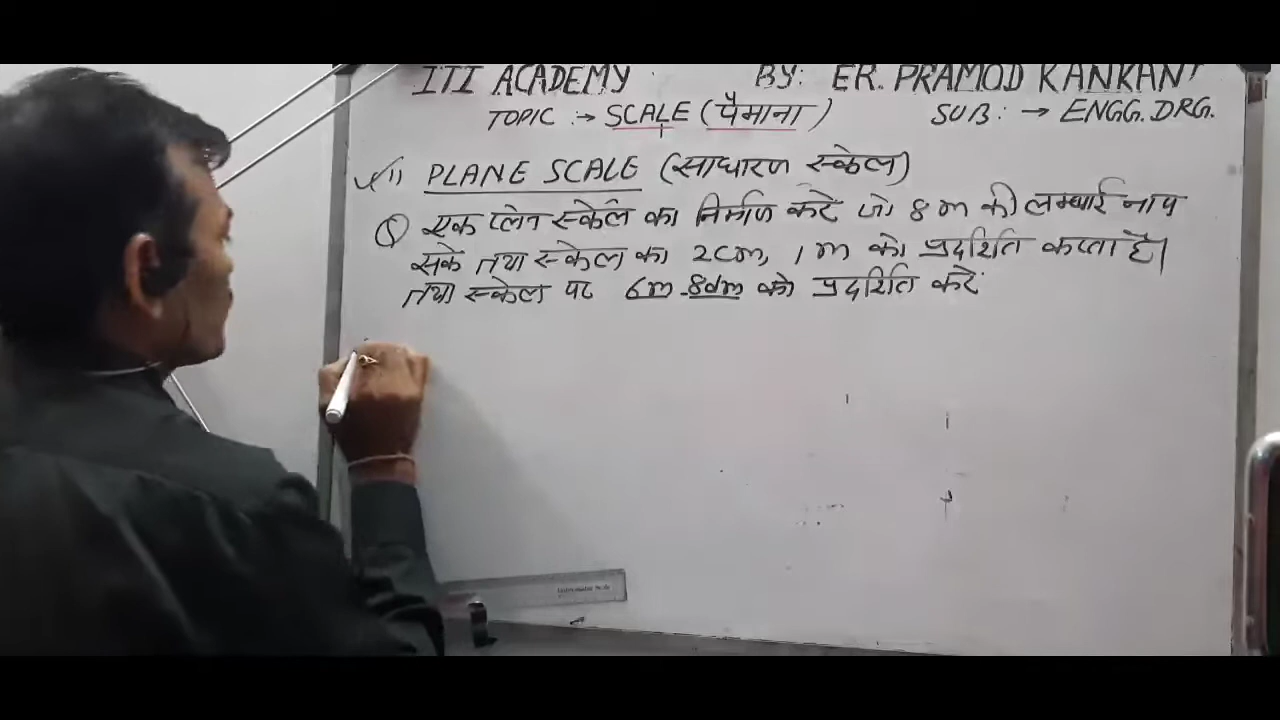 ITI ACADEMY BY: ER. PRAMOD KANKANI
TOPIC :→ SCALE (पैमाना) SUB: → ENGG. DRG.
1) PLANE SCALE (साधारण स्केल)
Q एक प्लेन स्केल का निर्माण करें जो 8 m की लम्बाई नाप
सके तथा स्केल का 2cm, 1m को प्रदर्शित करता है।
तथा स्केल पर 6m 8dm को प्रदर्शित करें